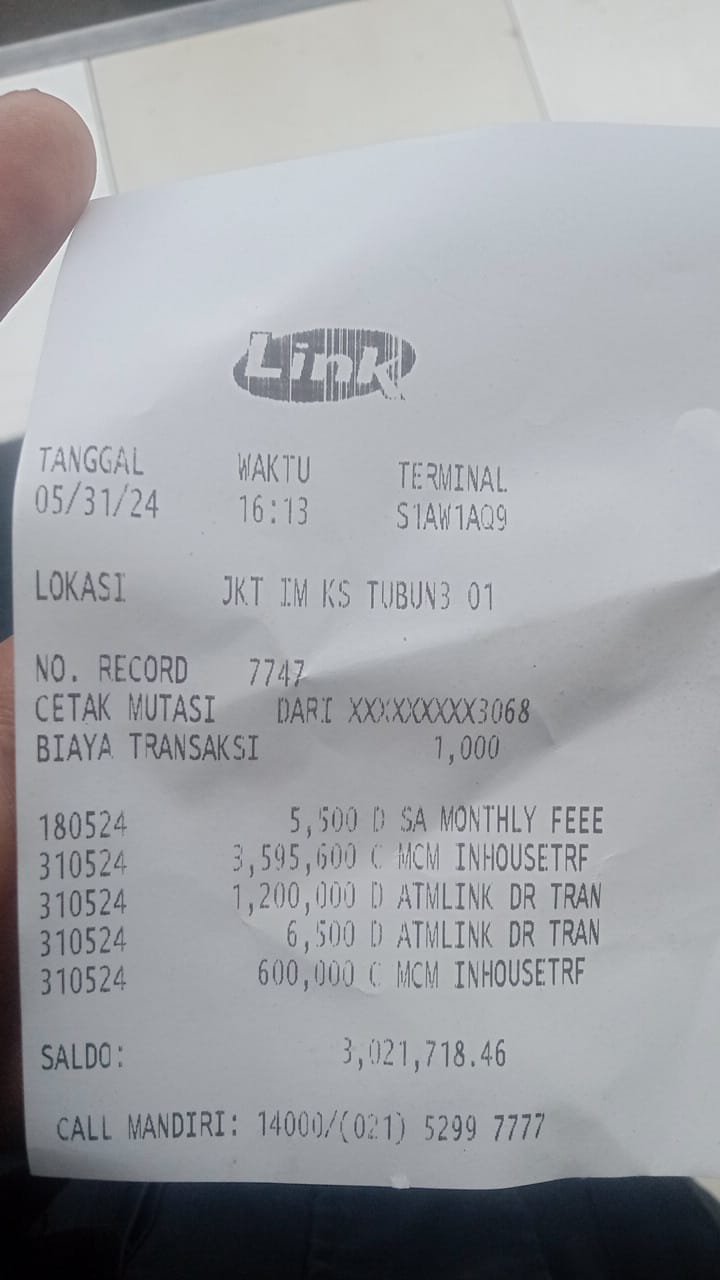 Link
TANGGAL WAKTU TERMINAL
05/31/24 16:13 S1AW1AQ9
LOKASI JKT IM KS TUBUN3 01
NO. RECORD 7747
CETAK MUTASI DARI XXXXXXXXX3068
BIAYA TRANSAKSI 1,000
180524 5,500 D SA MONTHLY FEEE
310524 3,595,600 C MCM INHOUSETRF
310524 1,200,000 D ATMLINK DR TRAN
310524 6,500 D ATMLINK DR TRAN
310524 600,000 C MCM INHOUSETRF
SALDO: 3,021,718.46
CALL MANDIRI: 14000/(021) 5299 7777